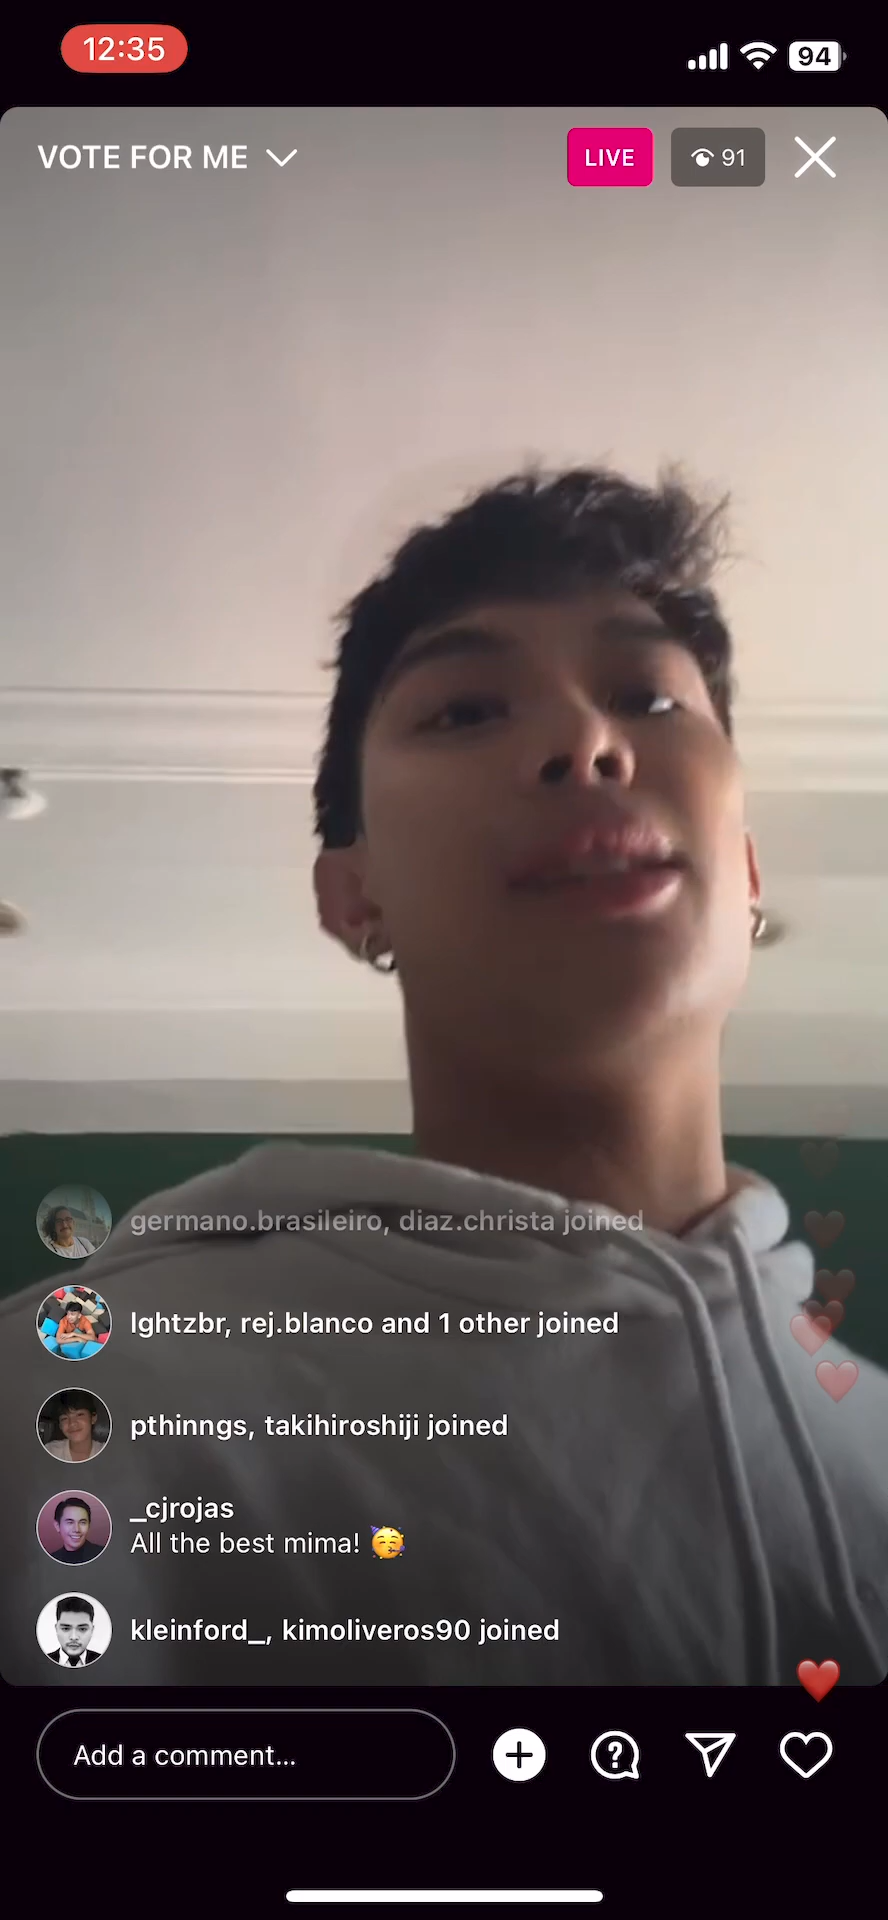 12:35
94
VOTE FOR ME
LIVE
91
germano.brasileiro, diaz.christa joined
lghtzbr, rej.blanco and 1 other joined
pthinngs, takihiroshiji joined
_cjrojas
All the best mima! 🥳
kleinford_, kimoliveros90 joined
Add a comment...